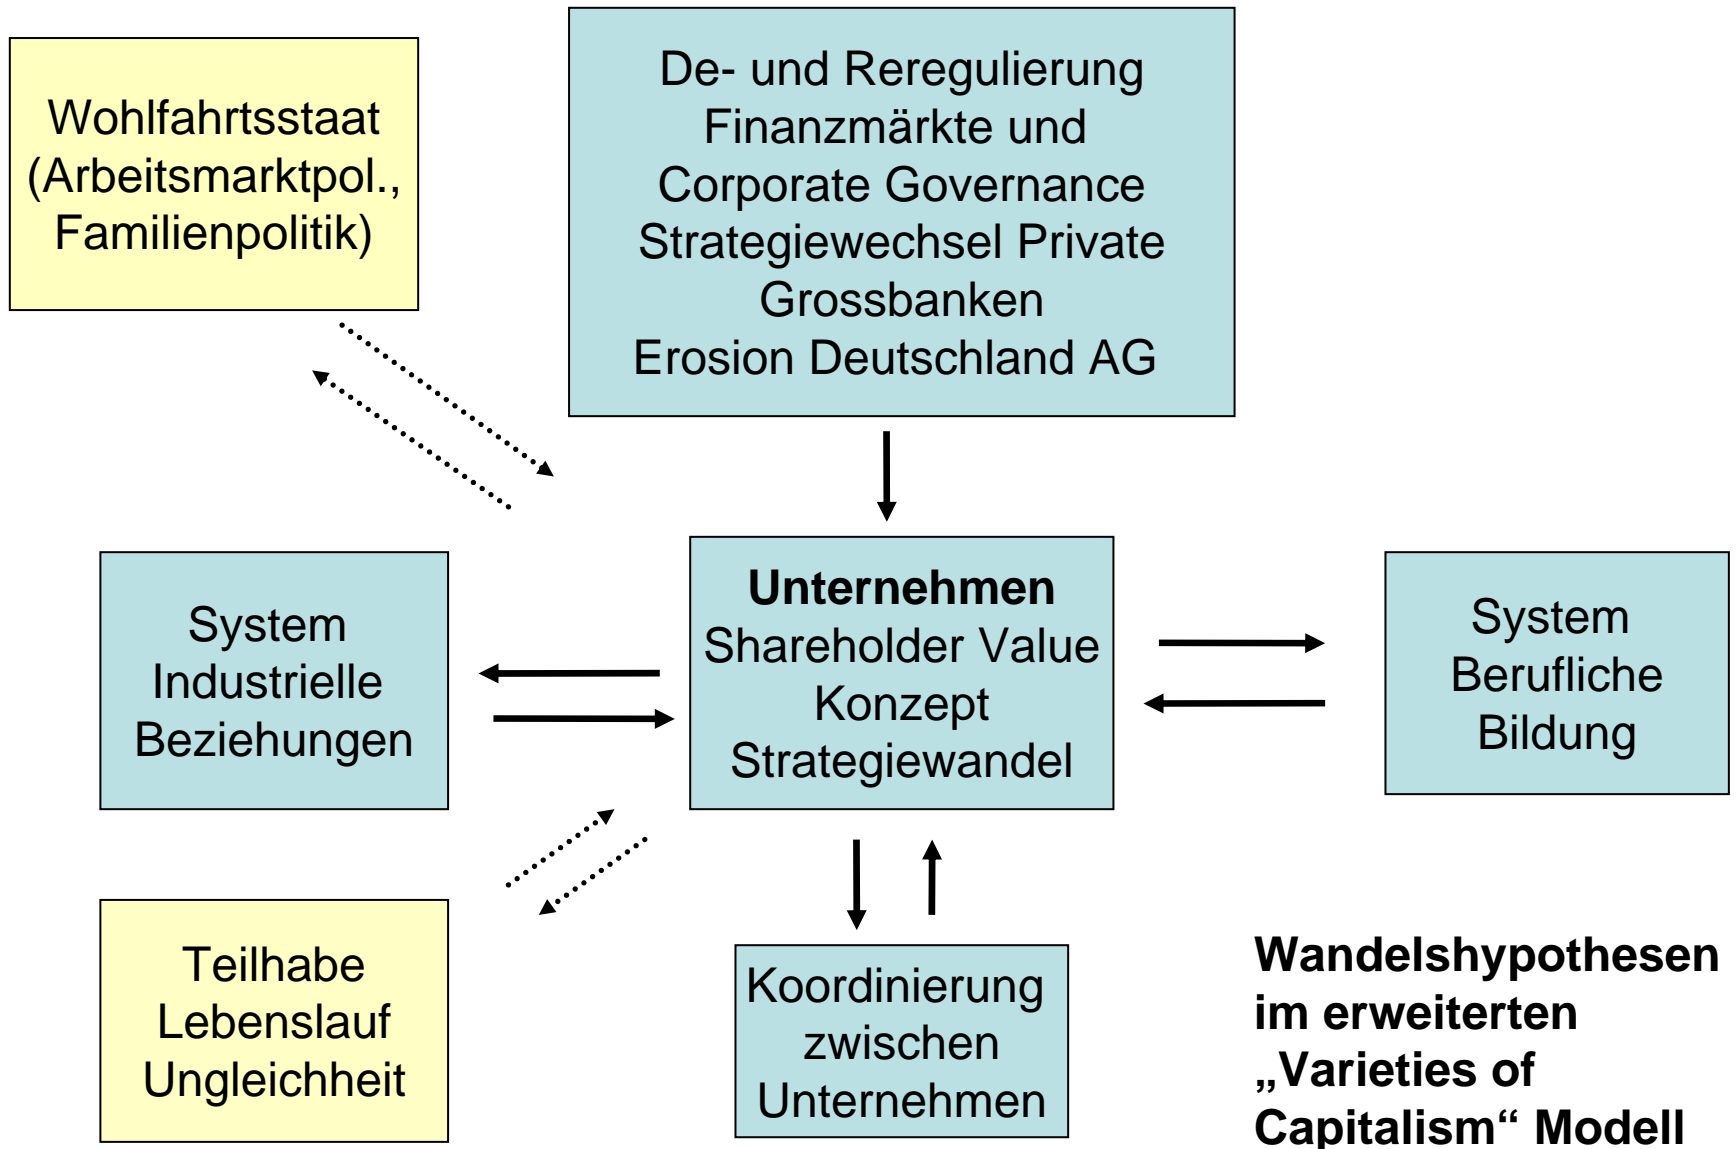 Wohlfahrtsstaat
(Arbeitsmarktpol.,
Familienpolitik)
De- und Reregulierung
Finanzmärkte und
Corporate Governance
Strategiewechsel Private
Grossbanken
Erosion Deutschland AG
System
Industrielle
Beziehungen
Unternehmen
Shareholder Value
Konzept
Strategiewandel
System
Berufliche
Bildung
Teilhabe
Lebenslauf
Ungleichheit
Koordinierung
zwischen
Unternehmen
Wandelshypothesen
im erweiterten
„Varieties of
Capitalism“ Modell